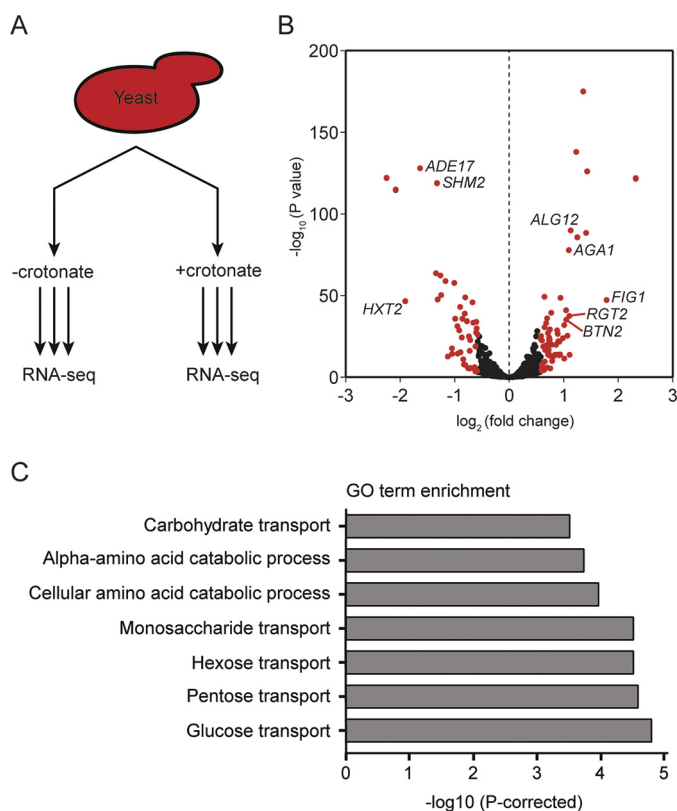 A
Yeast
-crotonate
+crotonate
RNA-seq
RNA-seq
B
200
150
100
50
0
-log10 (P value)
ADE17
SHM2
ALG12
AGA1
HXT2
FIG1
RGT2
BTN2
-3
-2
-1
0
1
2
3
log2 (fold change)
C
GO term enrichment
Carbohydrate transport
Alpha-amino acid catabolic process
Cellular amino acid catabolic process
Monosaccharide transport
Hexose transport
Pentose transport
Glucose transport
0
1
2
3
4
5
-log10 (P-corrected)